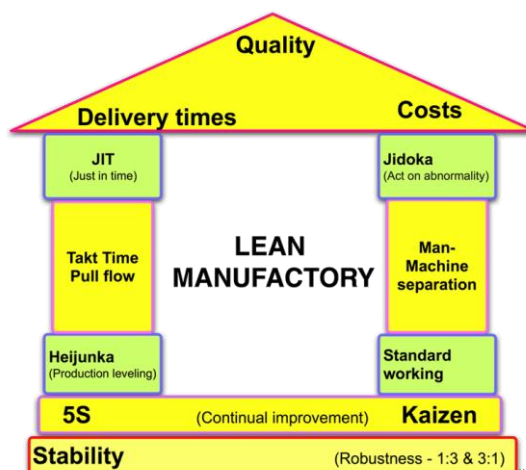 Quality
Delivery times
Costs
JIT
(Just in time)
Jidoka
(Act on abnormality)
Takt Time
Pull flow
LEAN
MANUFACTORY
Man-
Machine
separation
Heijunka
(Production leveling)
Standard
working
5S (Continual improvement) Kaizen
Stability (Robustness - 1:3 & 3:1)